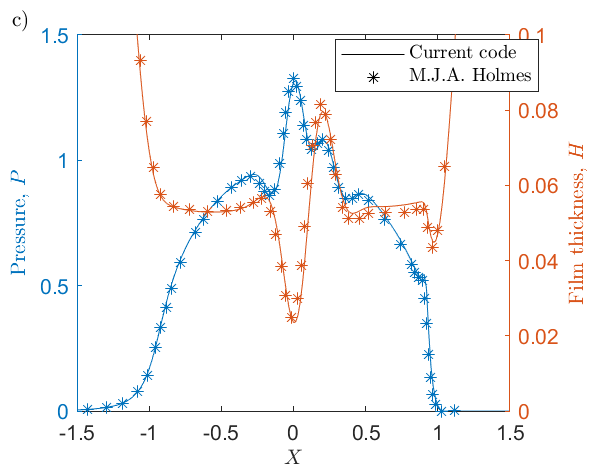 c)
Current code
M.J.A. Holmes
Pressure, P
1.5
1
0.5
0
Film thickness, H
0.1
0.08
0.06
0.04
0.02
0
-1.5 -1 -0.5 0 0.5 1 1.5
X